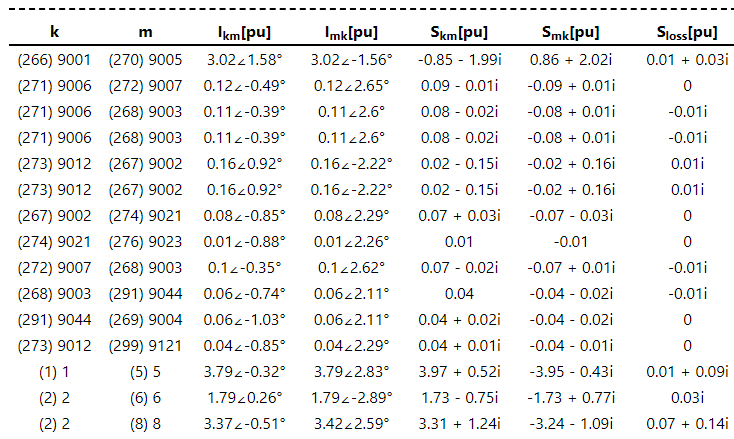 k m Ikm[pu] Imk[pu] Skm[pu] Smk[pu] Sloss[pu]
(266) 9001 (270) 9005 3.02∠1.58° 3.02∠-1.56° -0.85 - 1.99i 0.86 + 2.02i 0.01 + 0.03i
(271) 9006 (272) 9007 0.12∠-0.49° 0.12∠2.65° 0.09 - 0.01i -0.09 + 0.01i 0
(271) 9006 (268) 9003 0.11∠-0.39° 0.11∠2.6° 0.08 - 0.02i -0.08 + 0.01i -0.01i
(271) 9006 (268) 9003 0.11∠-0.39° 0.11∠2.6° 0.08 - 0.02i -0.08 + 0.01i -0.01i
(273) 9012 (267) 9002 0.16∠0.92° 0.16∠-2.22° 0.02 - 0.15i -0.02 + 0.16i 0.01i
(273) 9012 (267) 9002 0.16∠0.92° 0.16∠-2.22° 0.02 - 0.15i -0.02 + 0.16i 0.01i
(267) 9002 (274) 9021 0.08∠-0.85° 0.08∠2.29° 0.07 + 0.03i -0.07 - 0.03i 0
(274) 9021 (276) 9023 0.01∠-0.88° 0.01∠2.26° 0.01 -0.01 0
(272) 9007 (268) 9003 0.1∠-0.35° 0.1∠2.62° 0.07 - 0.02i -0.07 + 0.01i -0.01i
(268) 9003 (291) 9044 0.06∠-0.74° 0.06∠2.11° 0.04 -0.04 - 0.02i -0.01i
(291) 9044 (269) 9004 0.06∠-1.03° 0.06∠2.11° 0.04 + 0.02i -0.04 - 0.02i 0
(273) 9012 (299) 9121 0.04∠-0.85° 0.04∠2.29° 0.04 + 0.01i -0.04 - 0.01i 0
(1) 1 (5) 5 3.79∠-0.32° 3.79∠2.83° 3.97 + 0.52i -3.95 - 0.43i 0.01 + 0.09i
(2) 2 (6) 6 1.79∠0.26° 1.79∠-2.89° 1.73 - 0.75i -1.73 + 0.77i 0.03i
(2) 2 (8) 8 3.37∠-0.51° 3.42∠2.59° 3.31 + 1.24i -3.24 - 1.09i 0.07 + 0.14i